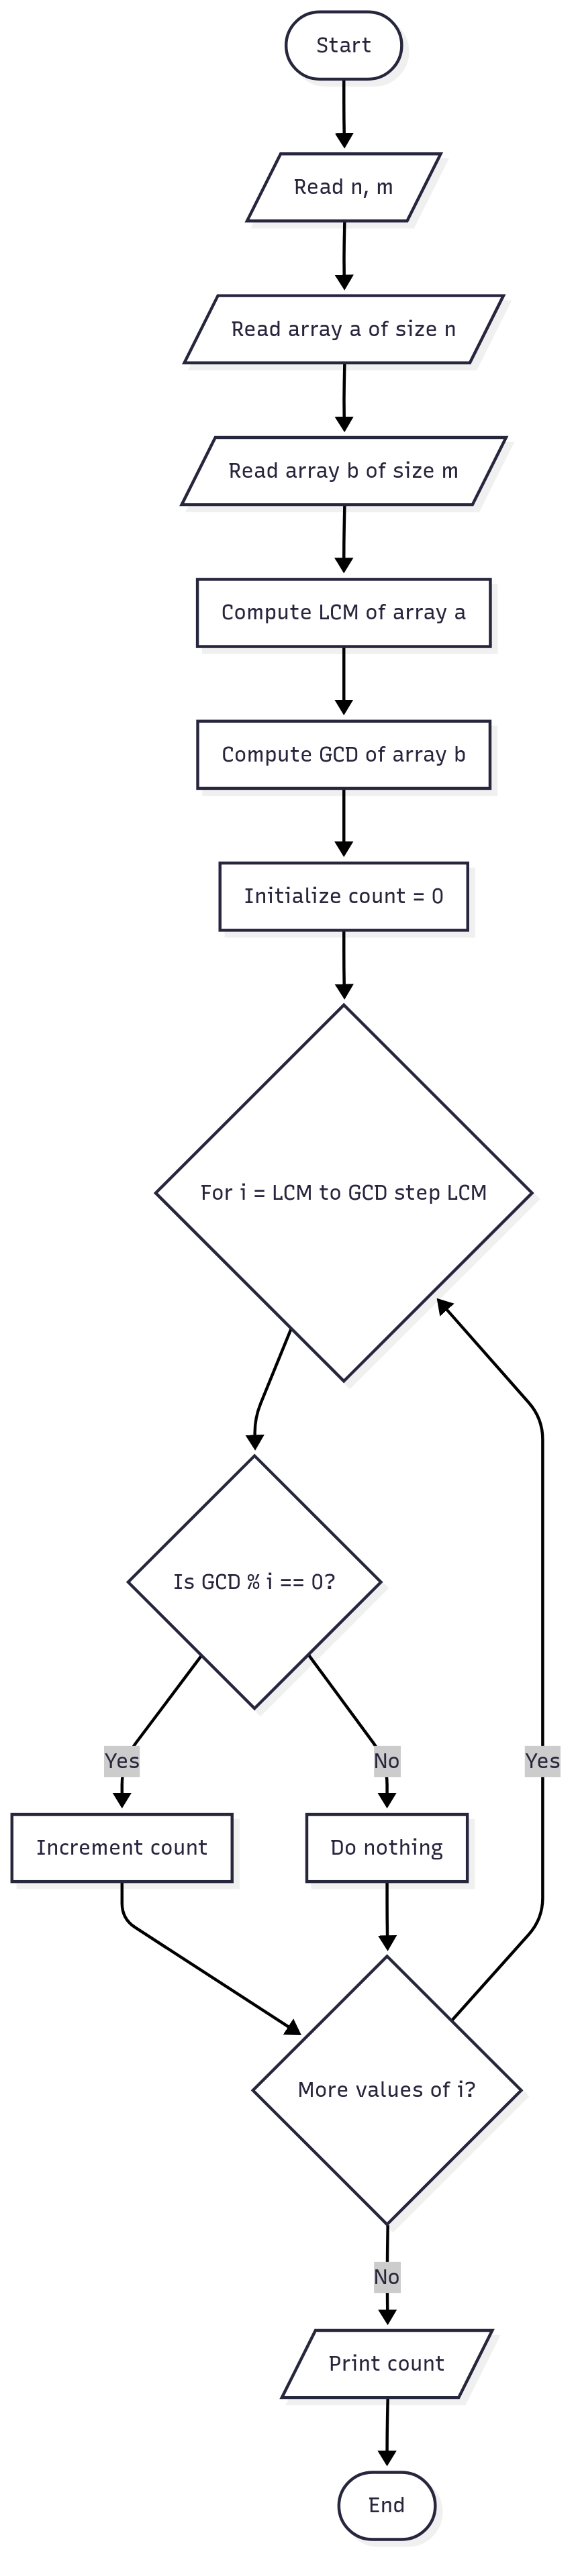 Start
Read n, m
Read array a of size n
Read array b of size m
Compute LCM of array a
Compute GCD of array b
Initialize count = 0
For i = LCM to GCD step LCM
Is GCD % i == 0?
Yes
No
Yes
Increment count
Do nothing
More values of i?
No
Print count
End